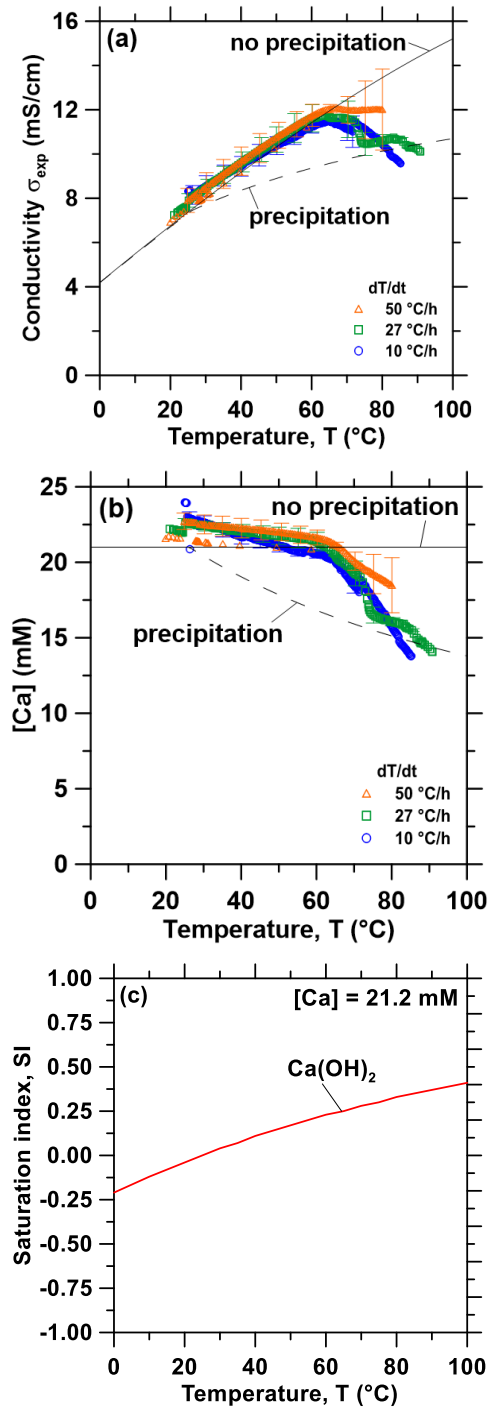 (a)
no precipitation
precipitation
Conductivity σexp (mS/cm)
16
12
8
4
0
dT/dt
50 °C/h
27 °C/h
10 °C/h
0 20 40 60 80 100
Temperature, T (°C)
(b)
no precipitation
precipitation
[Ca] (mM)
25
20
15
10
5
0
dT/dt
50 °C/h
27 °C/h
10 °C/h
0 20 40 60 80 100
Temperature, T (°C)
(c)
[Ca] = 21.2 mM
Ca(OH)2
Saturation index, SI
1.00
0.75
0.50
0.25
0.00
-0.25
-0.50
-0.75
-1.00
0 20 40 60 80 100
Temperature, T (°C)